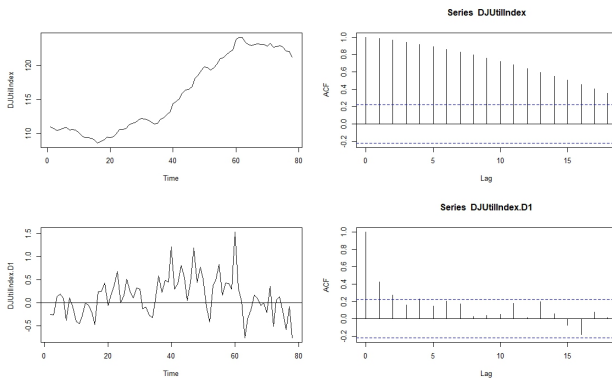 Series DJUtilIndex
DJUtilIndex
110 115 120
0 20 40 60 80
Time
ACF
-0.2 0.0 0.2 0.4 0.6 0.8 1.0
0 5 10 15
Lag
Series DJUtilIndex.D1
DJUtilIndex.D1
-0.5 0.0 0.5 1.0 1.5
0 20 40 60 80
Time
ACF
-0.2 0.0 0.2 0.4 0.6 0.8 1.0
0 5 10 15
Lag